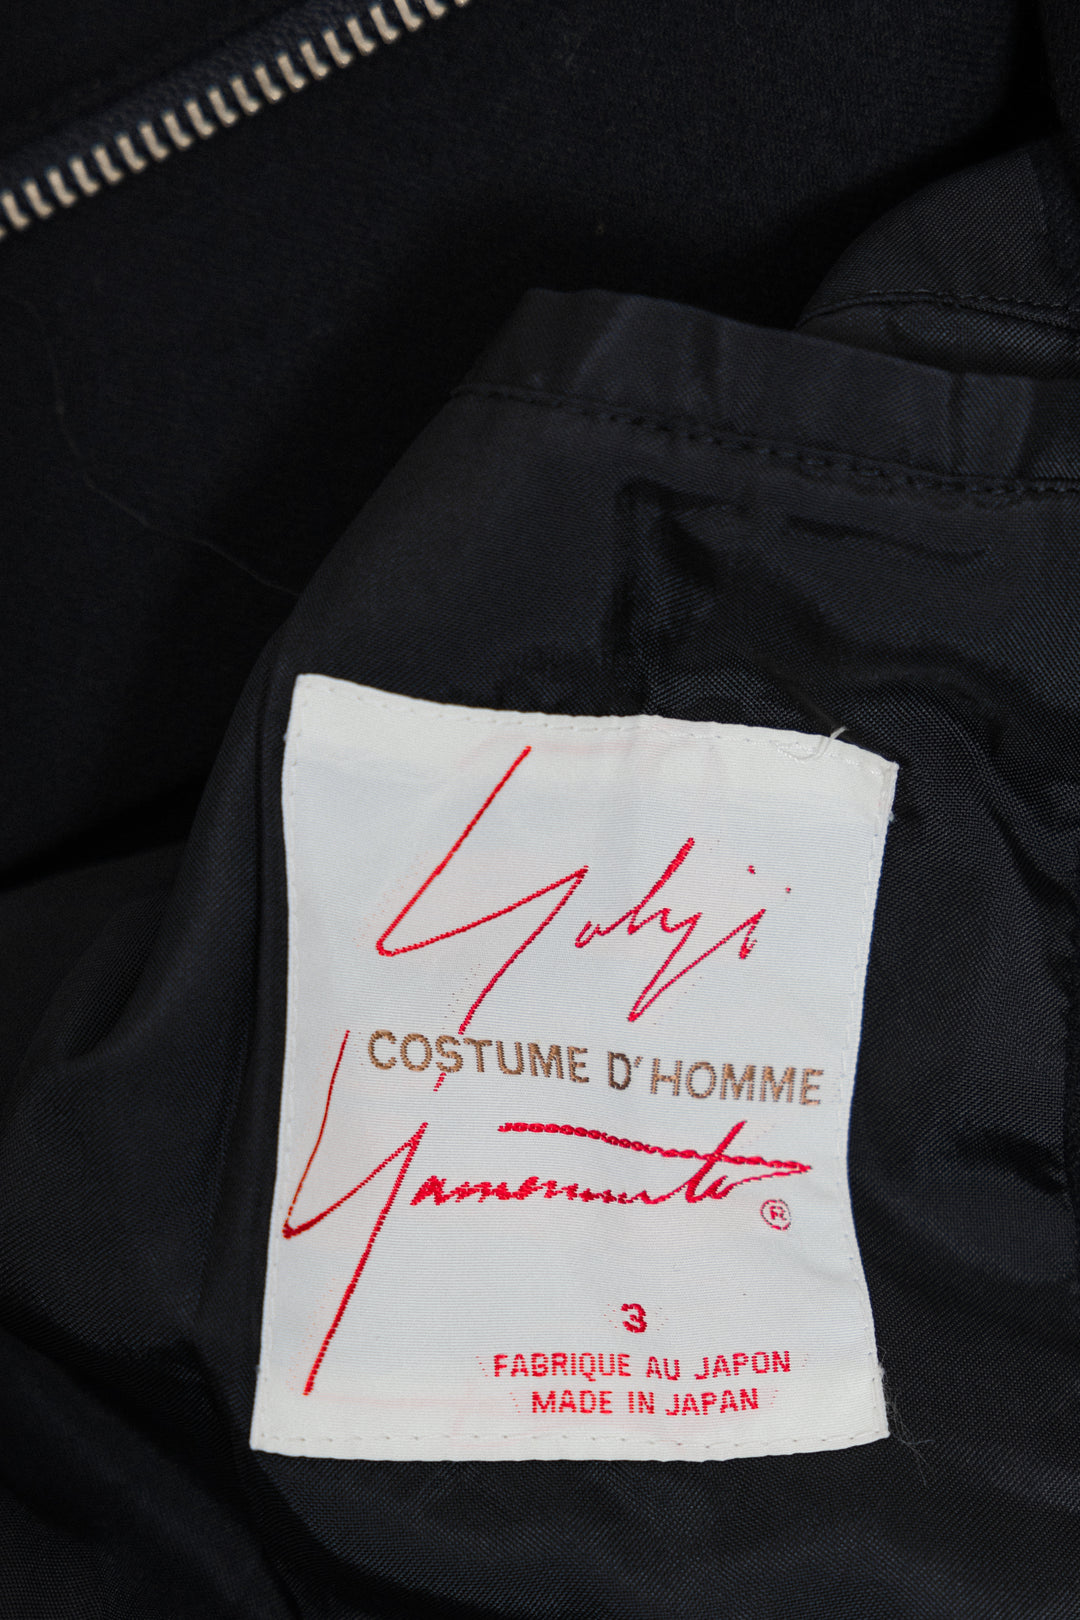 Yohji
COSTUME D'HOMME
Yamamoto ®
3
FABRIQUE AU JAPON
MADE IN JAPAN